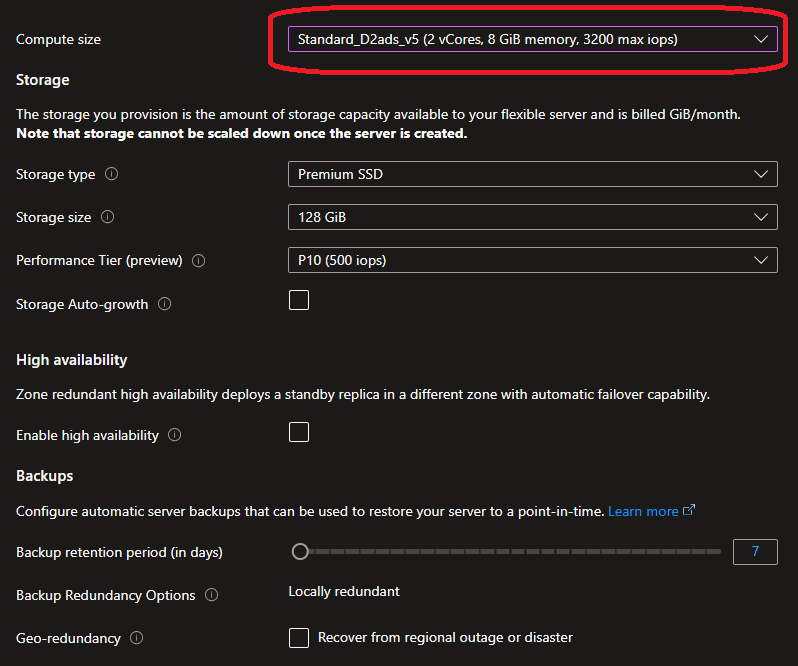 Compute size
Standard_D2ads_v5 (2 vCores, 8 GiB memory, 3200 max iops)
Storage
The storage you provision is the amount of storage capacity available to your flexible server and is billed GiB/month.
Note that storage cannot be scaled down once the server is created.
Storage type
Premium SSD
Storage size
128 GiB
Performance Tier (preview)
P10 (500 iops)
Storage Auto-growth
High availability
Zone redundant high availability deploys a standby replica in a different zone with automatic failover capability.
Enable high availability
Backups
Configure automatic server backups that can be used to restore your server to a point-in-time. Learn more
Backup retention period (in days)
7
Backup Redundancy Options
Locally redundant
Geo-redundancy
Recover from regional outage or disaster